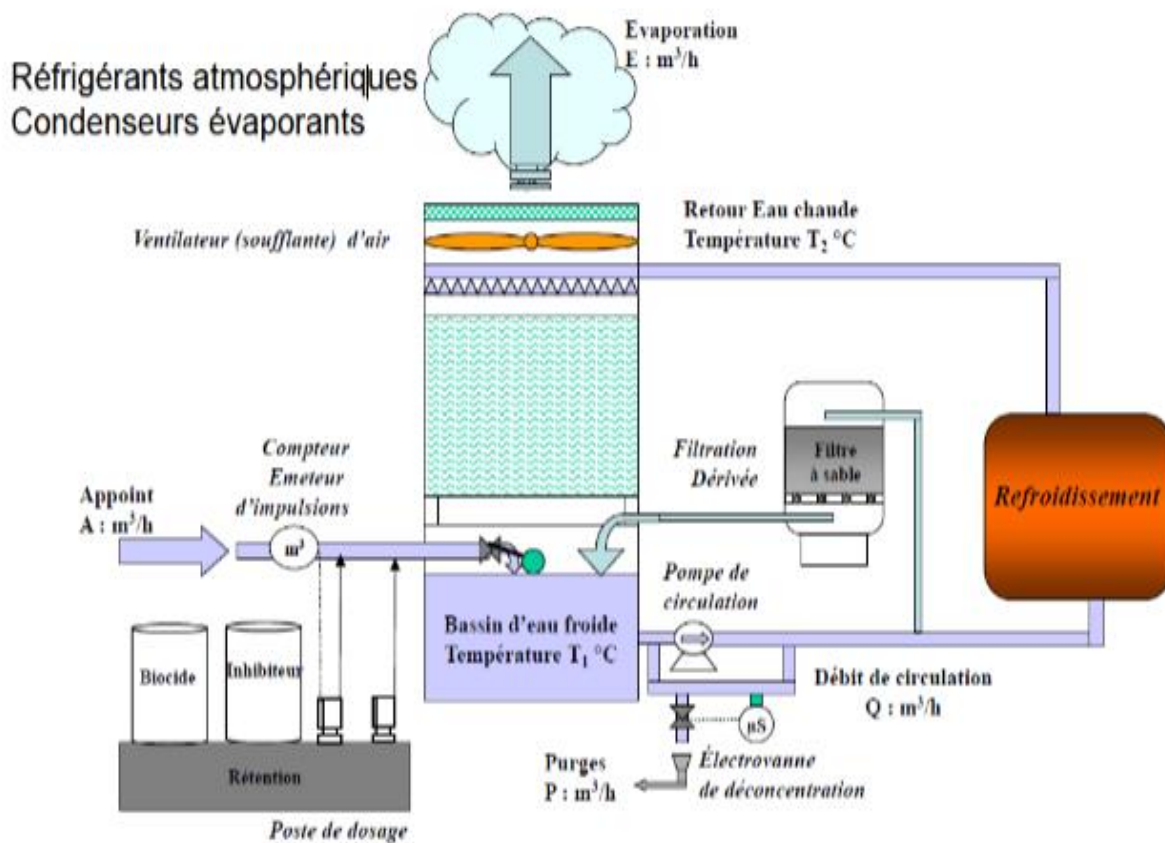 Réfrigérants atmosphériques
Condenseurs évaporants
Evaporation
E : m³/h
Ventilateur (soufflante) d'air
Retour Eau chaude
Température T₂ °C
Compteur
Emeteur
d'impulsions
Appoint
A : m³/h
m³
Filtration
Dérivée
Filtre
à sable
Refroidissement
Pompe de
circulation
Bassin d'eau froide
Température T₁ °C
Biocide
Inhibiteur
Débit de circulation
Q : m³/h
µS
Rétention
Purges
P : m³/h
Électrovanne
de déconcentration
Poste de dosage